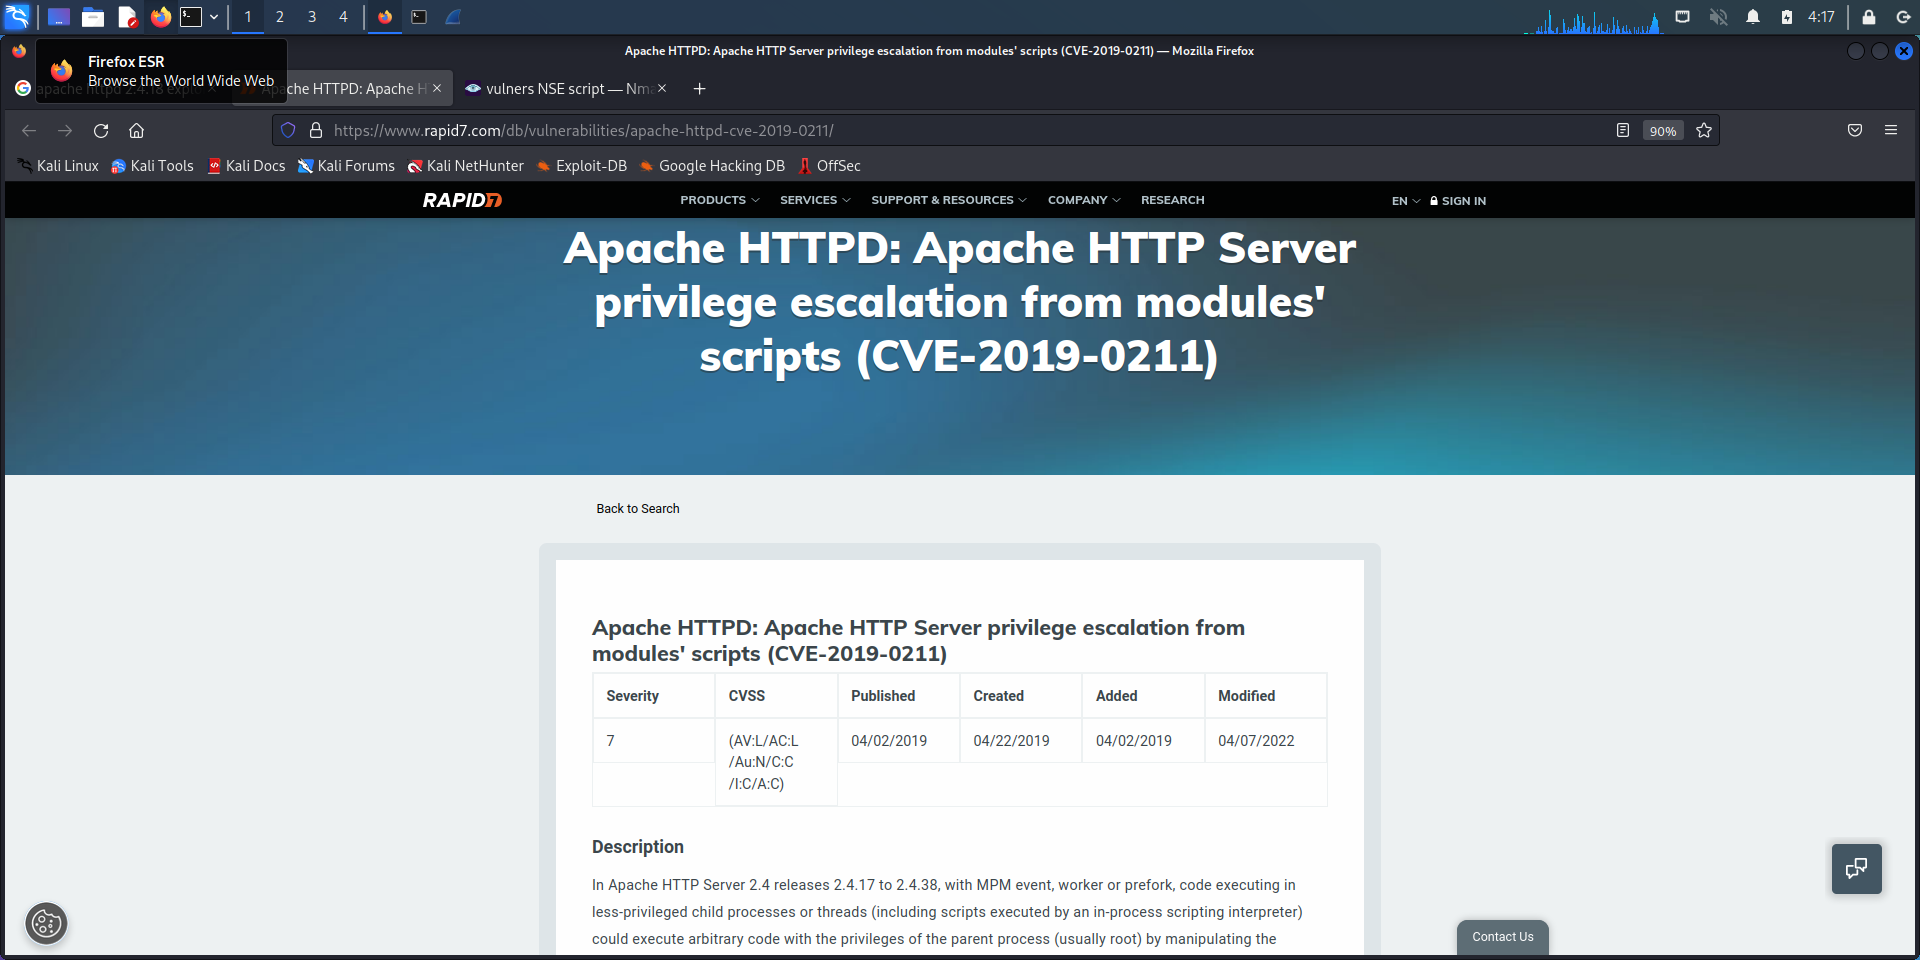 1 2 3 4
4:17
Apache HTTPD: Apache HTTP Server privilege escalation from modules' scripts (CVE-2019-0211) — Mozilla Firefox
Firefox ESR
Browse the World Wide Web
apache httpd 2.4.18 expl
Apache HTTPD: Apache H
vulners NSE script — Nma
https://www.rapid7.com/db/vulnerabilities/apache-httpd-cve-2019-0211/
90%
Kali Linux Kali Tools Kali Docs Kali Forums Kali NetHunter Exploit-DB Google Hacking DB OffSec
RAPID7 PRODUCTS SERVICES SUPPORT & RESOURCES COMPANY RESEARCH EN SIGN IN
Apache HTTPD: Apache HTTP Server
privilege escalation from modules'
scripts (CVE-2019-0211)
Back to Search
Apache HTTPD: Apache HTTP Server privilege escalation from
modules' scripts (CVE-2019-0211)
Severity CVSS Published Created Added Modified
7 (AV:L/AC:L 04/02/2019 04/22/2019 04/02/2019 04/07/2022
/Au:N/C:C
/I:C/A:C)
Description
In Apache HTTP Server 2.4 releases 2.4.17 to 2.4.38, with MPM event, worker or prefork, code executing in
less-privileged child processes or threads (including scripts executed by an in-process scripting interpreter)
could execute arbitrary code with the privileges of the parent process (usually root) by manipulating the
Contact Us